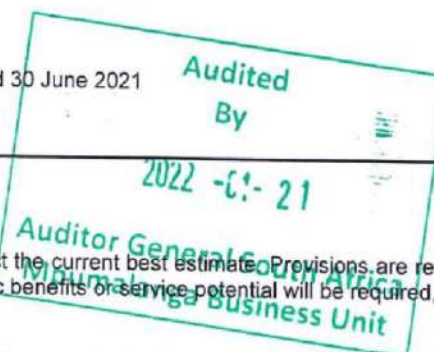 d 30 June 2021
Audited
By
2022 - 21
Auditor General South Africa
Mpumalanga Business Unit
t the current best estimate. Provisions are re
c benefits or service potential will be required,